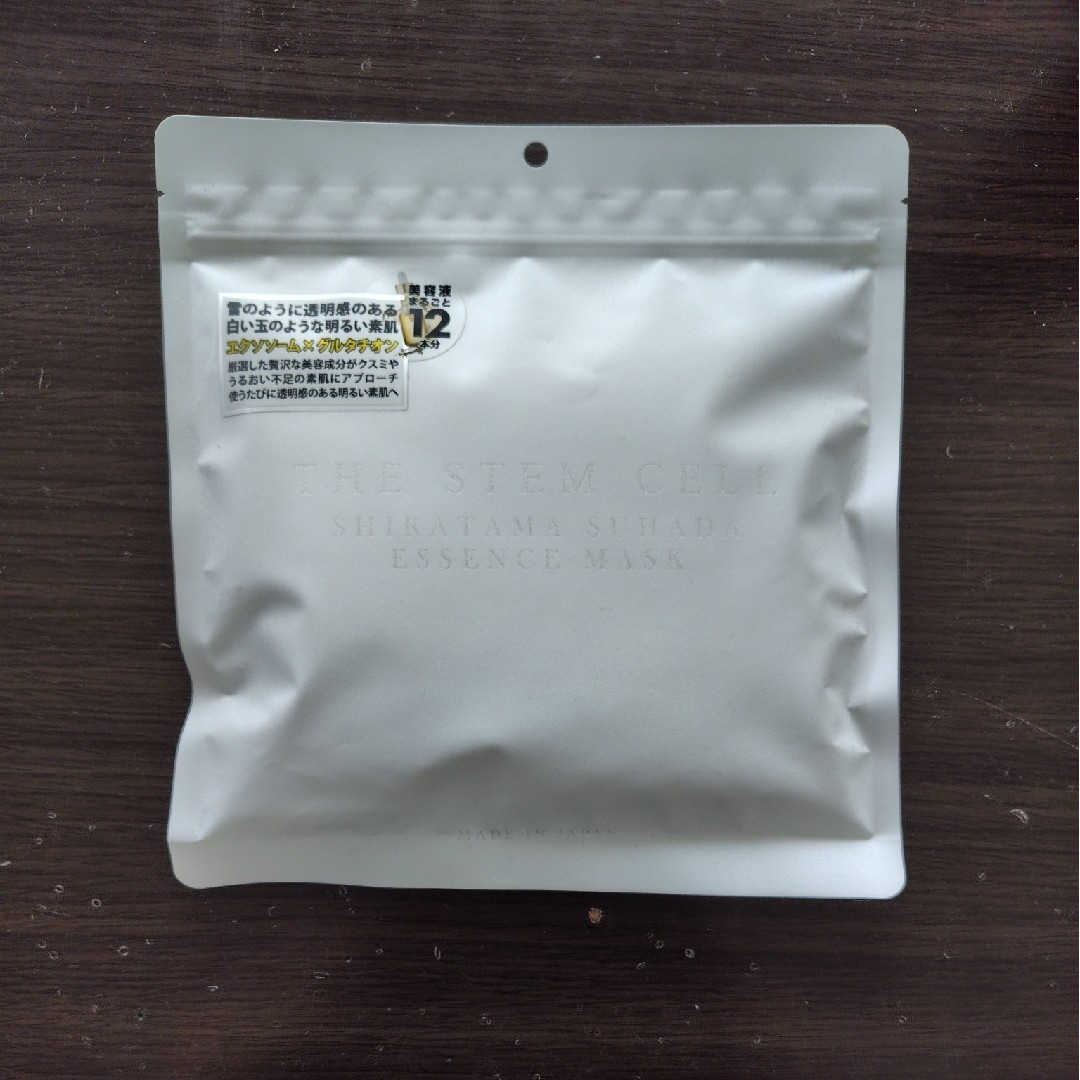 美容液
まるごと
12
本分
雪のように透明感のある
白い玉のような明るい素肌
エクソソーム×グルタチオン
厳選した贅沢な美容成分がクスミや
うるおい不足の素肌にアプローチ
使うたびに透明感のある明るい素肌へ
THE STEM CELL
SHIRATAMA SUHADA
ESSENCE MASK
MADE IN JAPAN